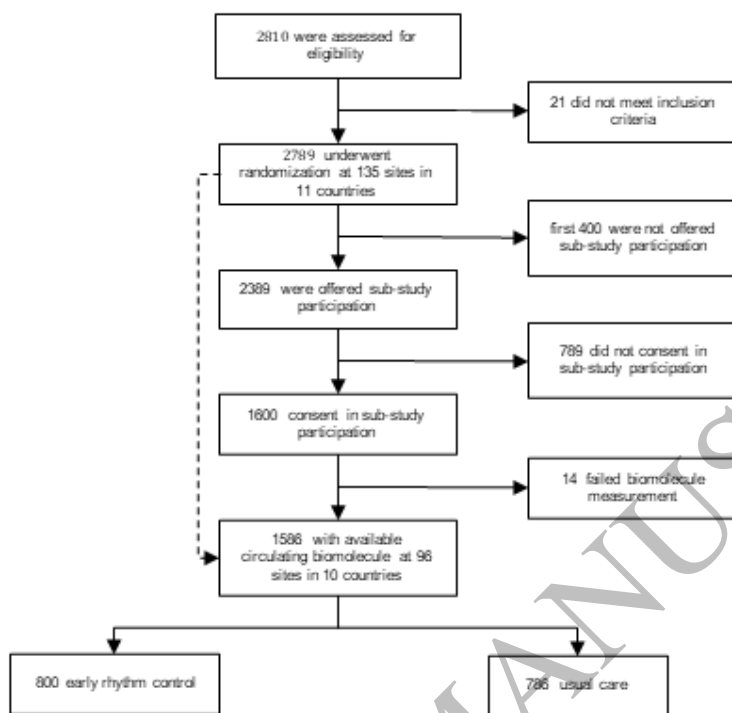 2810 were assessed for
eligibility
21 did not meet inclusion
criteria
2789 underwent
randomization at 135 sites in
11 countries
first 400 were not offered
sub-study participation
2389 were offered sub-study
participation
789 did not consent in
sub-study participation
1600 consent in sub-study
participation
14 failed biomolecule
measurement
1586 with available
circulating biomolecule at 96
sites in 10 countries
800 early rhythm control
786 usual care
MANUS